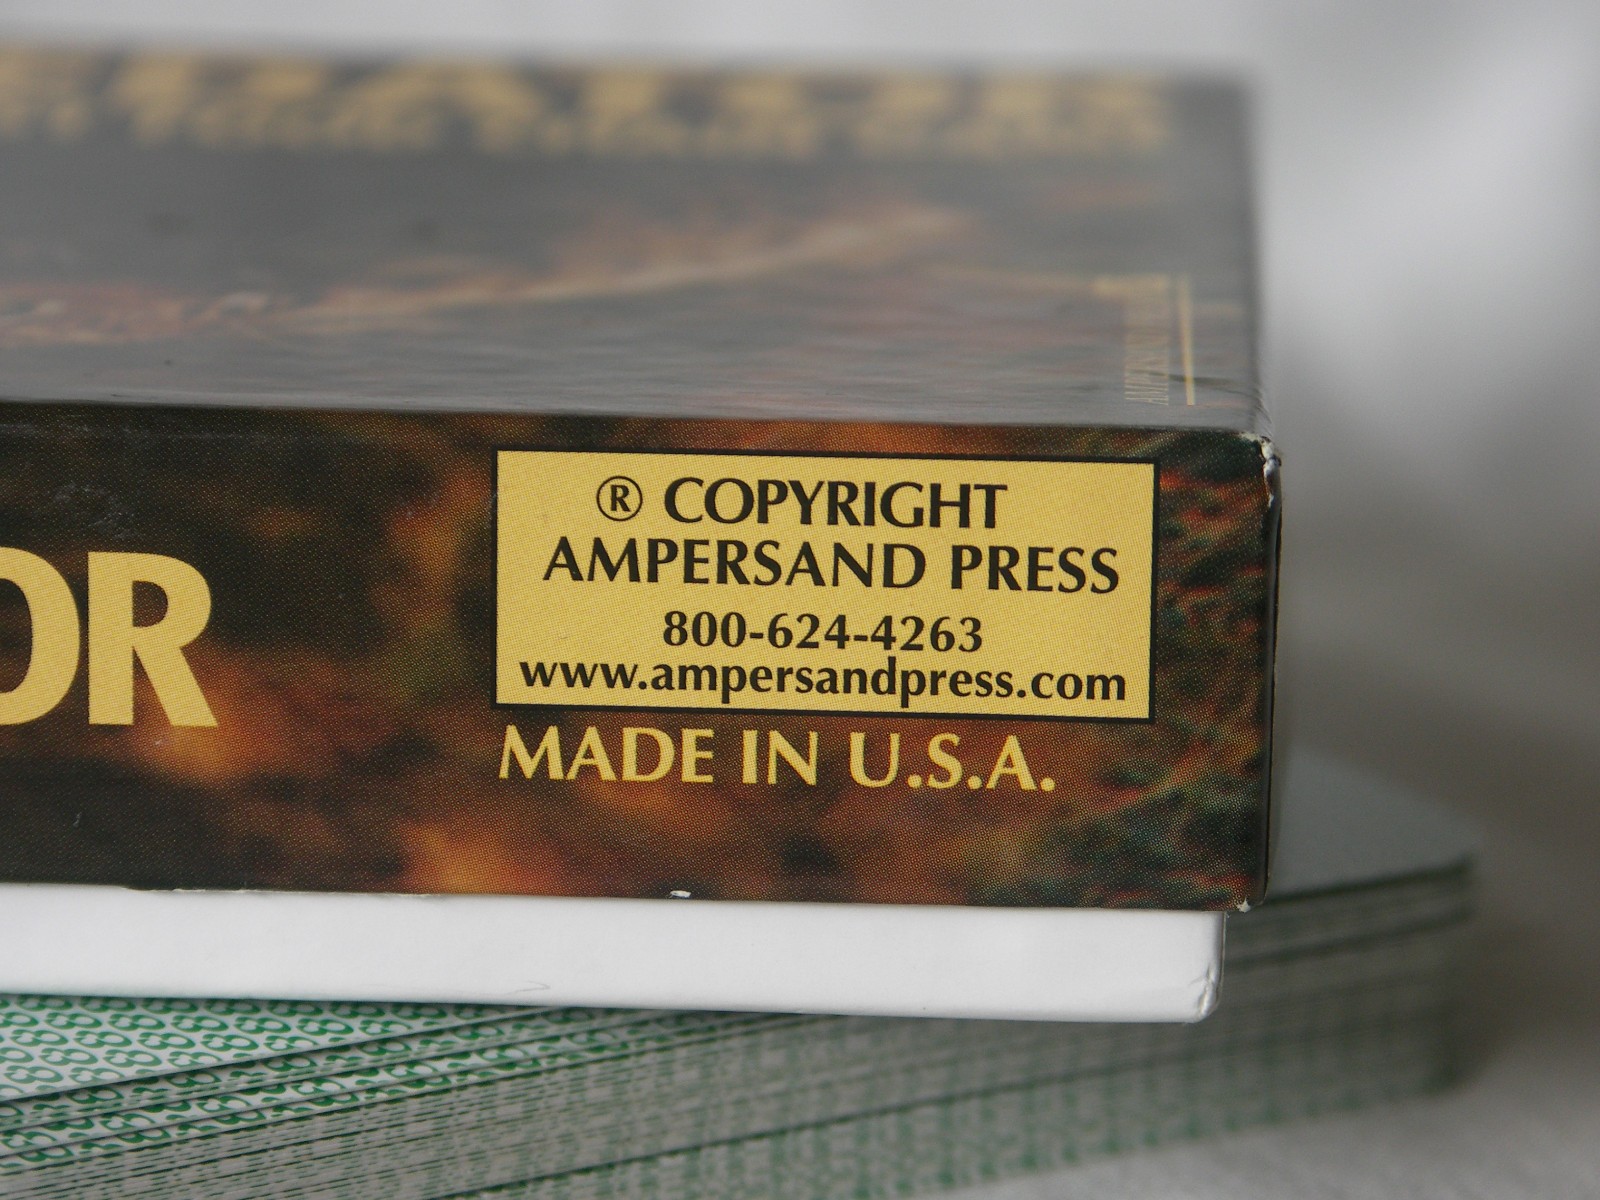 OR
® COPYRIGHT
AMPERSAND PRESS
800-624-4263
www.ampersandpress.com
MADE IN U.S.A.